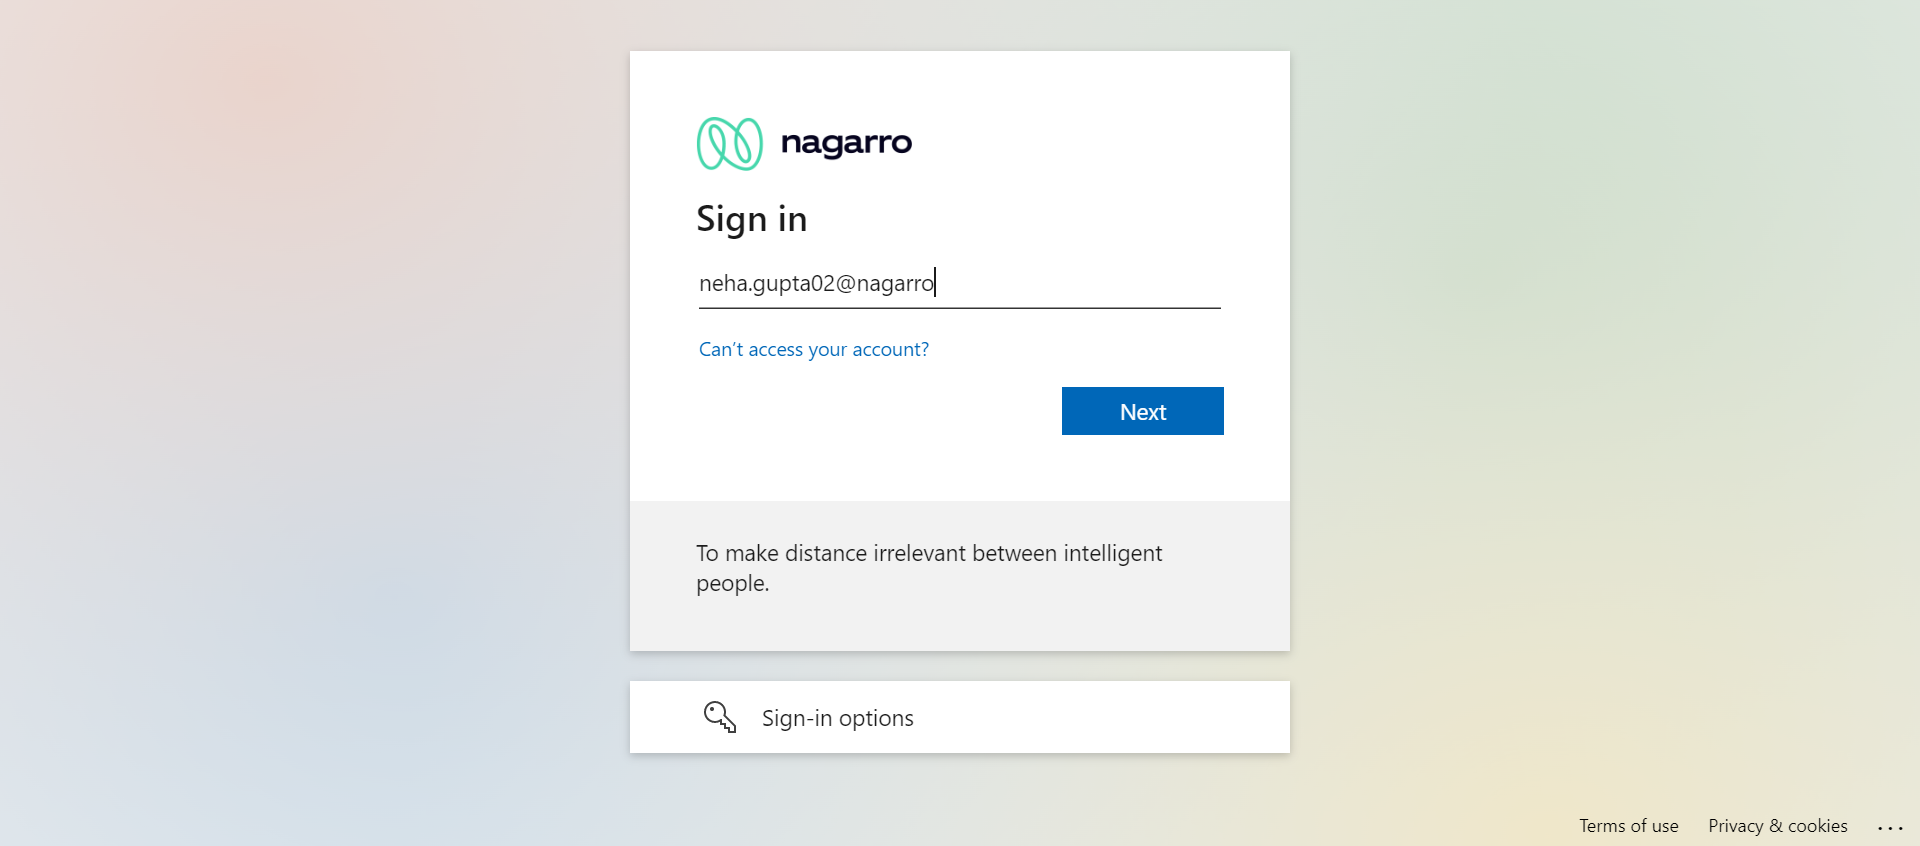 nagarro
Sign in
neha.gupta02@nagarro
Can't access your account?
Next
To make distance irrelevant between intelligent
people.
Sign-in options
Terms of use Privacy & cookies ...